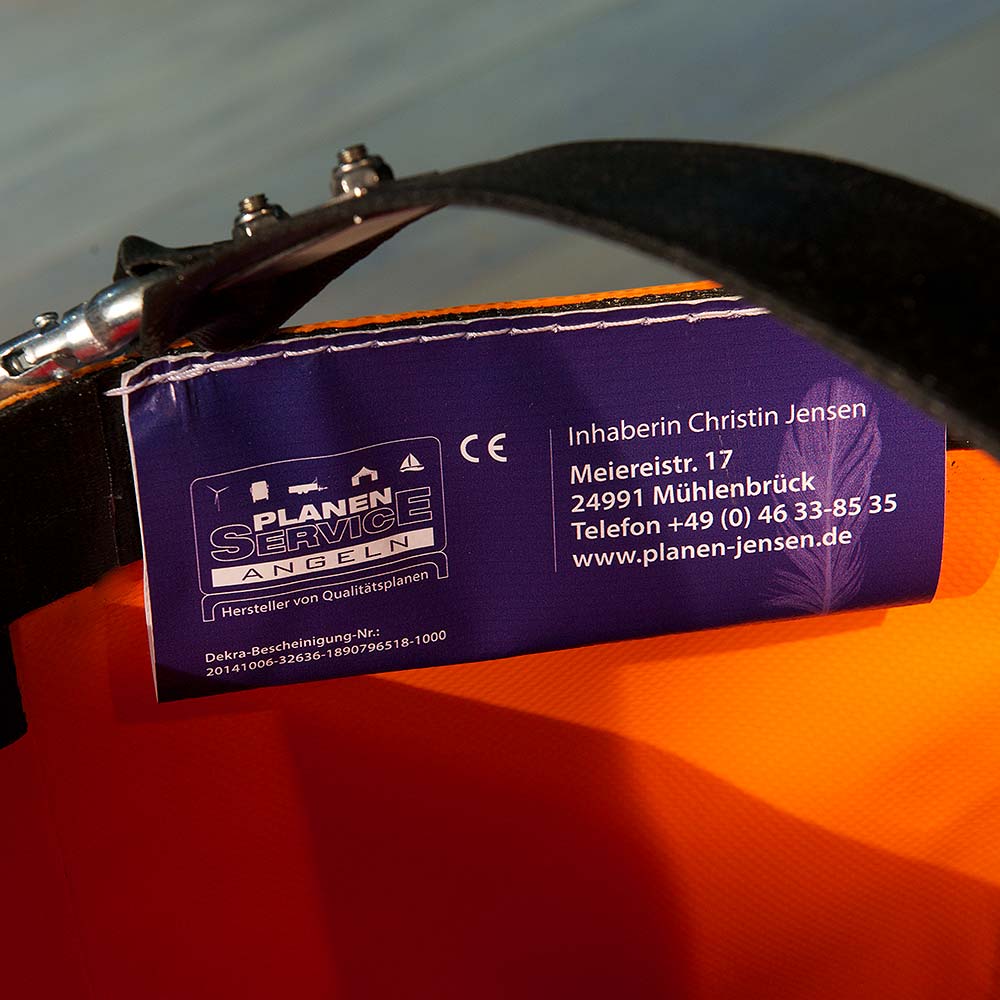 PLANEN
SERVICE
ANGELN
Hersteller von Qualitätsplanen
Dekra-Bescheinigung-Nr.:
20141006-32636-1890796518-1000
CE
Inhaberin Christin Jensen
Meiereistr. 17
24991 Mühlenbrück
Telefon +49 (0) 46 33-85 35
www.planen-jensen.de